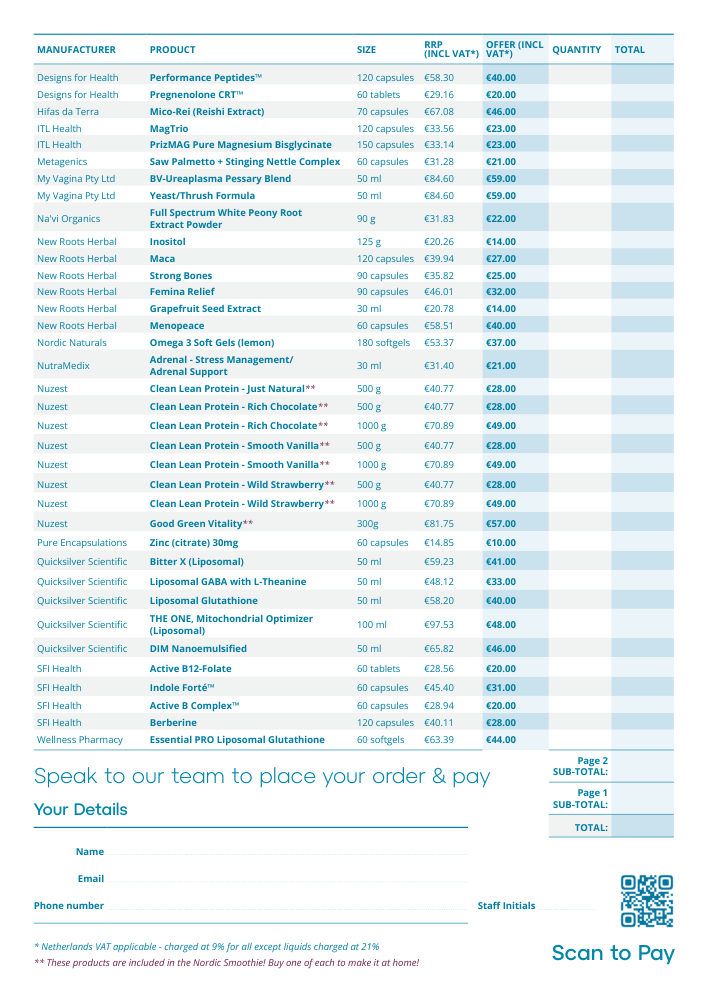 MANUFACTURER PRODUCT SIZE RRP (INCL VAT*) OFFER (INCL VAT*) QUANTITY TOTAL
Designs for Health Performance Peptides™ 120 capsules €58.30 €40.00
Designs for Health Pregnenolone CRT™ 60 tablets €29.16 €20.00
Hifas da Terra Mico-Rei (Reishi Extract) 70 capsules €67.08 €46.00
ITL Health MagTrio 120 capsules €33.56 €23.00
ITL Health PrizMAG Pure Magnesium Bisglycinate 150 capsules €33.14 €23.00
Metagenics Saw Palmetto + Stinging Nettle Complex 60 capsules €31.28 €21.00
My Vagina Pty Ltd BV-Ureaplasma Pessary Blend 50 ml €84.60 €59.00
My Vagina Pty Ltd Yeast/Thrush Formula 50 ml €84.60 €59.00
Na'vi Organics Full Spectrum White Peony Root Extract Powder 90 g €31.83 €22.00
New Roots Herbal Inositol 125 g €20.26 €14.00
New Roots Herbal Maca 120 capsules €39.94 €27.00
New Roots Herbal Strong Bones 90 capsules €35.82 €25.00
New Roots Herbal Femina Relief 90 capsules €46.01 €32.00
New Roots Herbal Grapefruit Seed Extract 30 ml €20.78 €14.00
New Roots Herbal Menopeace 60 capsules €58.51 €40.00
Nordic Naturals Omega 3 Soft Gels (lemon) 180 softgels €53.37 €37.00
NutraMedix Adrenal - Stress Management/ Adrenal Support 30 ml €31.40 €21.00
Nuzest Clean Lean Protein - Just Natural** 500 g €40.77 €28.00
Nuzest Clean Lean Protein - Rich Chocolate** 500 g €40.77 €28.00
Nuzest Clean Lean Protein - Rich Chocolate** 1000 g €70.89 €49.00
Nuzest Clean Lean Protein - Smooth Vanilla** 500 g €40.77 €28.00
Nuzest Clean Lean Protein - Smooth Vanilla** 1000 g €70.89 €49.00
Nuzest Clean Lean Protein - Wild Strawberry** 500 g €40.77 €28.00
Nuzest Clean Lean Protein - Wild Strawberry** 1000 g €70.89 €49.00
Nuzest Good Green Vitality** 300g €81.75 €57.00
Pure Encapsulations Zinc (citrate) 30mg 60 capsules €14.85 €10.00
Quicksilver Scientific Bitter X (Liposomal) 50 ml €59.23 €41.00
Quicksilver Scientific Liposomal GABA with L-Theanine 50 ml €48.12 €33.00
Quicksilver Scientific Liposomal Glutathione 50 ml €58.20 €40.00
Quicksilver Scientific THE ONE, Mitochondrial Optimizer (Liposomal) 100 ml €97.53 €48.00
Quicksilver Scientific DIM Nanoemulsified 50 ml €65.82 €46.00
SFI Health Active B12-Folate 60 tablets €28.56 €20.00
SFI Health Indole Forté™ 60 capsules €45.40 €31.00
SFI Health Active B Complex™ 60 capsules €28.94 €20.00
SFI Health Berberine 120 capsules €40.11 €28.00
Wellness Pharmacy Essential PRO Liposomal Glutathione 60 softgels €63.39 €44.00
Page 2
SUB-TOTAL:
Speak to our team to place your order & pay
Page 1
SUB-TOTAL:
Your Details
TOTAL:
Name
Email
Phone number Staff Initials
* Netherlands VAT applicable - charged at 9% for all except liquids charged at 21%
** These products are included in the Nordic Smoothie! Buy one of each to make it at home!
Scan to Pay